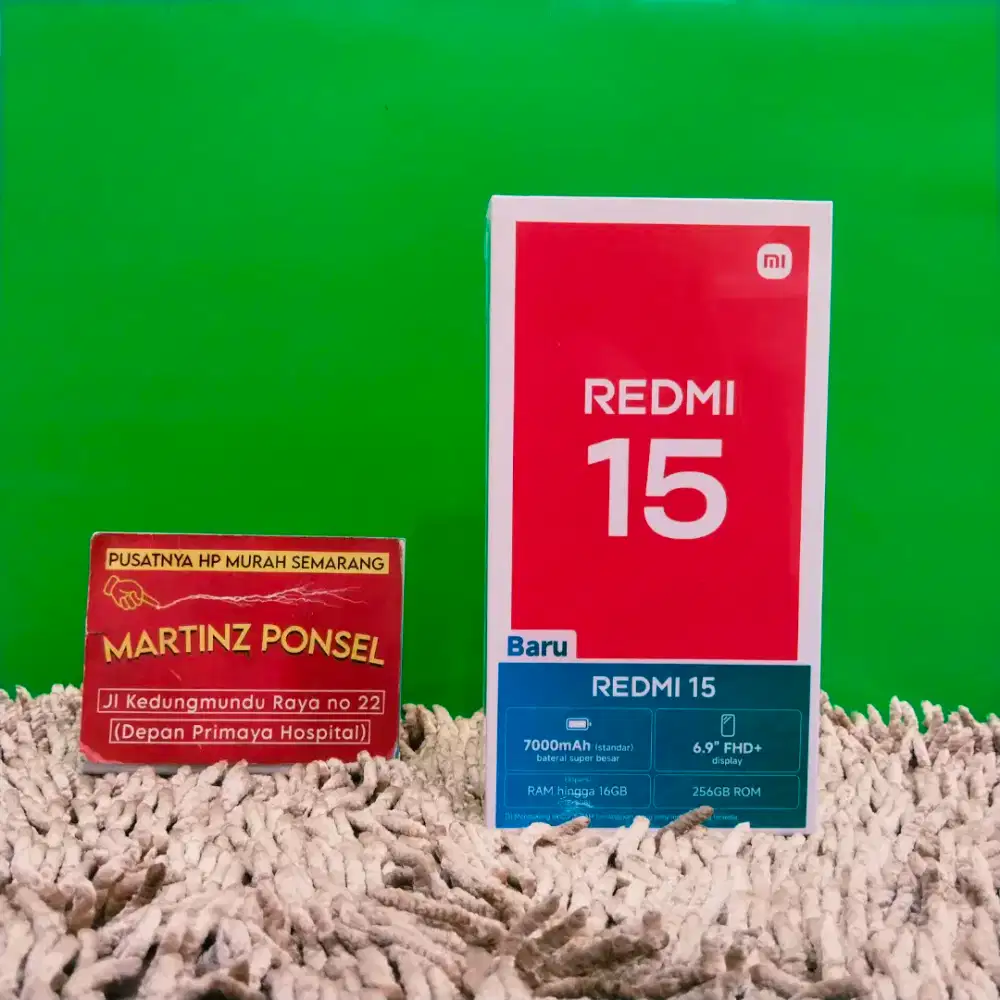 PUSATNYA HP MURAH SEMARANG
MARTINZ PONSEL
Jl Kedungmundu Raya no 22
(Depan Primaya Hospital)
mi
REDMI
15
Baru
REDMI 15
7000mAh (standar)
baterai super besar
6.9" FHD+
display
RAM hingga 16GB
256GB ROM